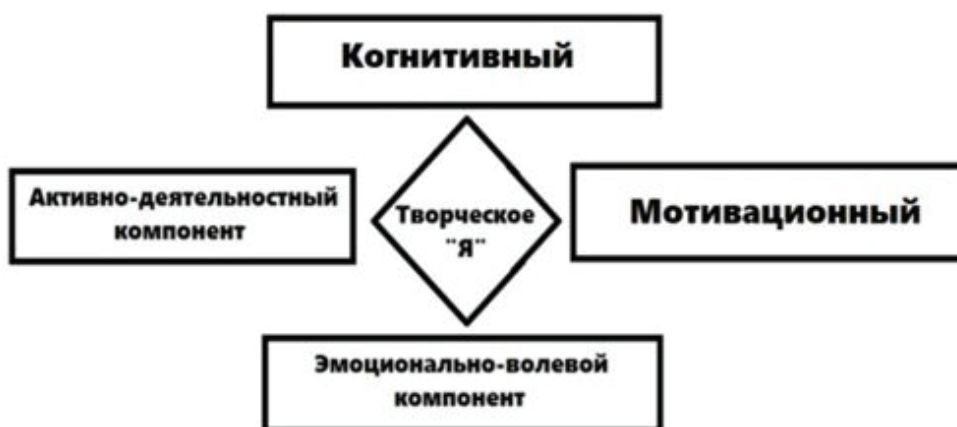 Когнитивный
Активно-деятельностный
компонент
Творческое
"Я"
Мотивационный
Эмоционально-волевой
компонент